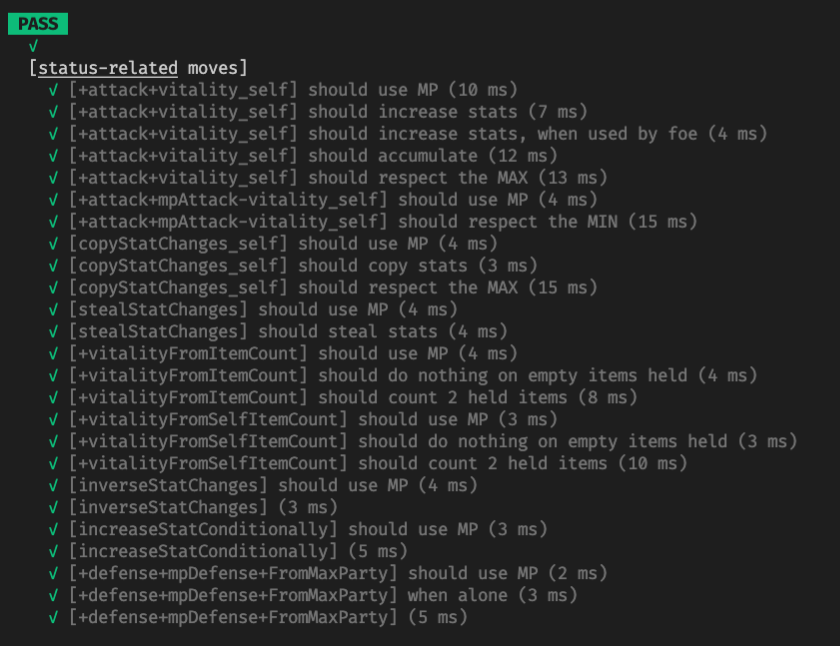 PASS
✓
[status-related moves]
✓ [+attack+vitality_self] should use MP (10 ms)
✓ [+attack+vitality_self] should increase stats (7 ms)
✓ [+attack+vitality_self] should increase stats, when used by foe (4 ms)
✓ [+attack+vitality_self] should accumulate (12 ms)
✓ [+attack+vitality_self] should respect the MAX (13 ms)
✓ [+attack+mpAttack-vitality_self] should use MP (4 ms)
✓ [+attack+mpAttack-vitality_self] should respect the MIN (15 ms)
✓ [copyStatChanges_self] should use MP (4 ms)
✓ [copyStatChanges_self] should copy stats (3 ms)
✓ [copyStatChanges_self] should respect the MAX (15 ms)
✓ [stealStatChanges] should use MP (4 ms)
✓ [stealStatChanges] should steal stats (4 ms)
✓ [+vitalityFromItemCount] should use MP (4 ms)
✓ [+vitalityFromItemCount] should do nothing on empty items held (4 ms)
✓ [+vitalityFromItemCount] should count 2 held items (8 ms)
✓ [+vitalityFromSelfItemCount] should use MP (3 ms)
✓ [+vitalityFromSelfItemCount] should do nothing on empty items held (3 ms)
✓ [+vitalityFromSelfItemCount] should count 2 held items (10 ms)
✓ [inverseStatChanges] should use MP (4 ms)
✓ [inverseStatChanges] (3 ms)
✓ [increaseStatConditionally] should use MP (3 ms)
✓ [increaseStatConditionally] (5 ms)
✓ [+defense+mpDefense+FromMaxParty] should use MP (2 ms)
✓ [+defense+mpDefense+FromMaxParty] when alone (3 ms)
✓ [+defense+mpDefense+FromMaxParty] (5 ms)